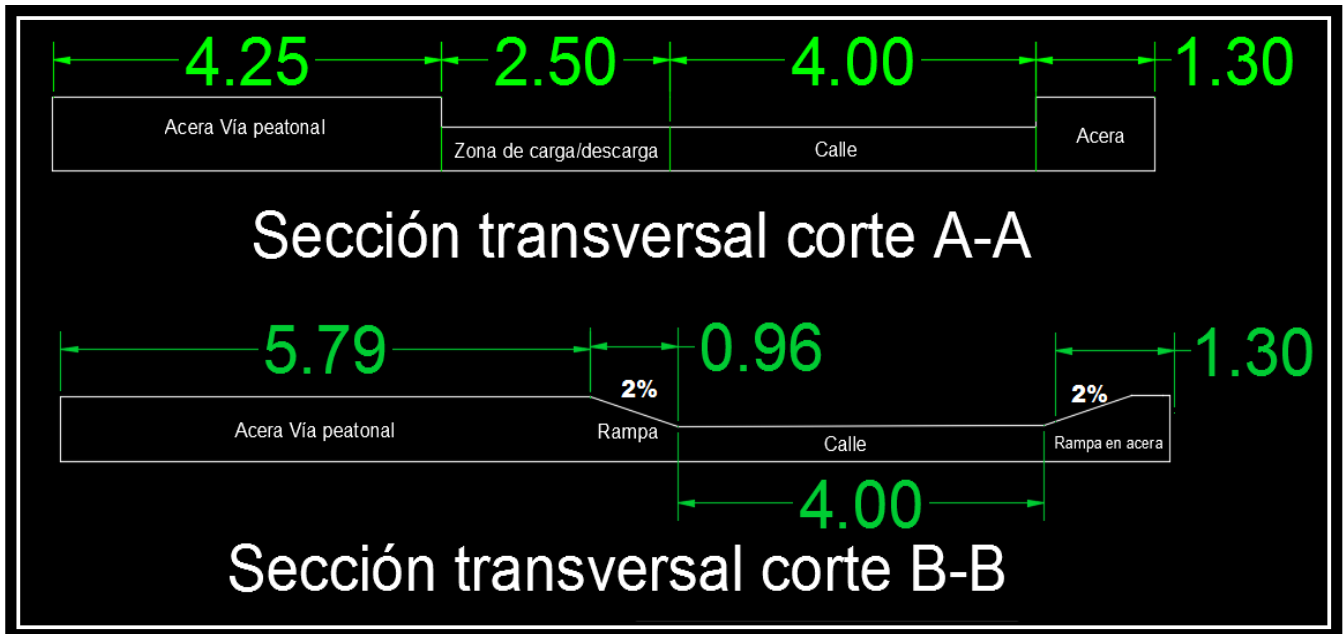 4.25 2.50 4.00 1.30
Acera Vía peatonal
Zona de carga/descarga
Calle
Acera
Sección transversal corte A-A
5.79 0.96 1.30
2% 2%
Acera Vía peatonal
Rampa
Calle
Rampa en acera
4.00
Sección transversal corte B-B